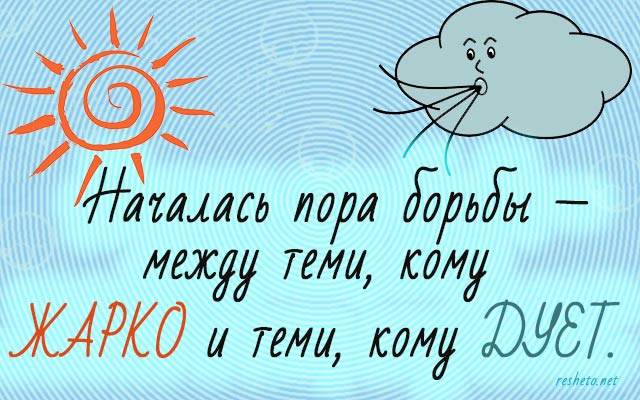 Началась пора борьбы –
между теми, кому
ЖАРКО и теми, кому ДУЕТ.
resheto.net